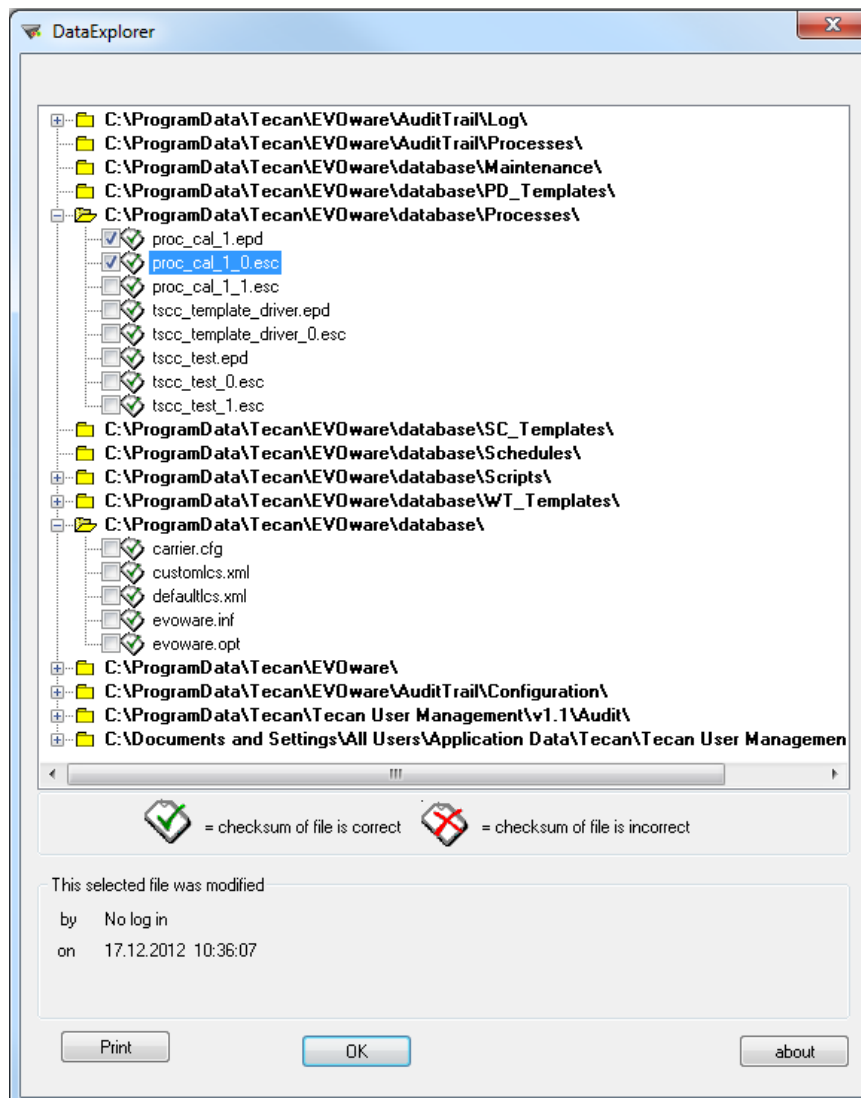 DataExplorer
C:\ProgramData\Tecan\EVOware\AuditTrail\Log\
C:\ProgramData\Tecan\EVOware\AuditTrail\Processes\
C:\ProgramData\Tecan\EVOware\database\Maintenance\
C:\ProgramData\Tecan\EVOware\database\PD_Templates\
C:\ProgramData\Tecan\EVOware\database\Processes\
proc_cal_1.epd
proc_cal_1_0.esc
proc_cal_1_1.esc
tscc_template_driver.epd
tscc_template_driver_0.esc
tscc_test.epd
tscc_test_0.esc
tscc_test_1.esc
C:\ProgramData\Tecan\EVOware\database\SC_Templates\
C:\ProgramData\Tecan\EVOware\database\Schedules\
C:\ProgramData\Tecan\EVOware\database\Scripts\
C:\ProgramData\Tecan\EVOware\database\WT_Templates\
C:\ProgramData\Tecan\EVOware\database\
carrier.cfg
customlcs.xml
defaultlcs.xml
evoware.inf
evoware.opt
C:\ProgramData\Tecan\EVOware\
C:\ProgramData\Tecan\EVOware\AuditTrail\Configuration\
C:\ProgramData\Tecan\Tecan User Management\v1.1\Audit\
C:\Documents and Settings\All Users\Application Data\Tecan\Tecan User Managemen
= checksum of file is correct = checksum of file is incorrect
This selected file was modified
by No log in
on 17.12.2012 10:36:07
Print OK about